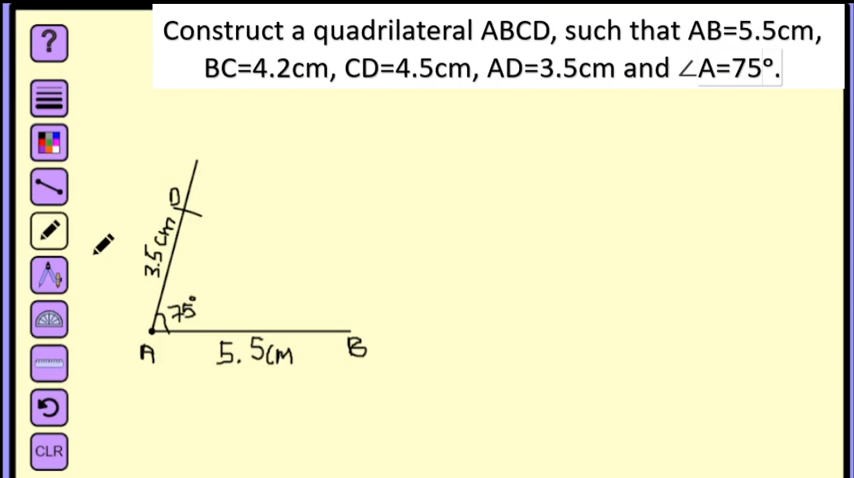 Construct a quadrilateral ABCD, such that AB=5.5cm,
BC=4.2cm, CD=4.5cm, AD=3.5cm and ∠A=75°.
?
D
3.5cm
75°
A
5.5cm
B
CLR